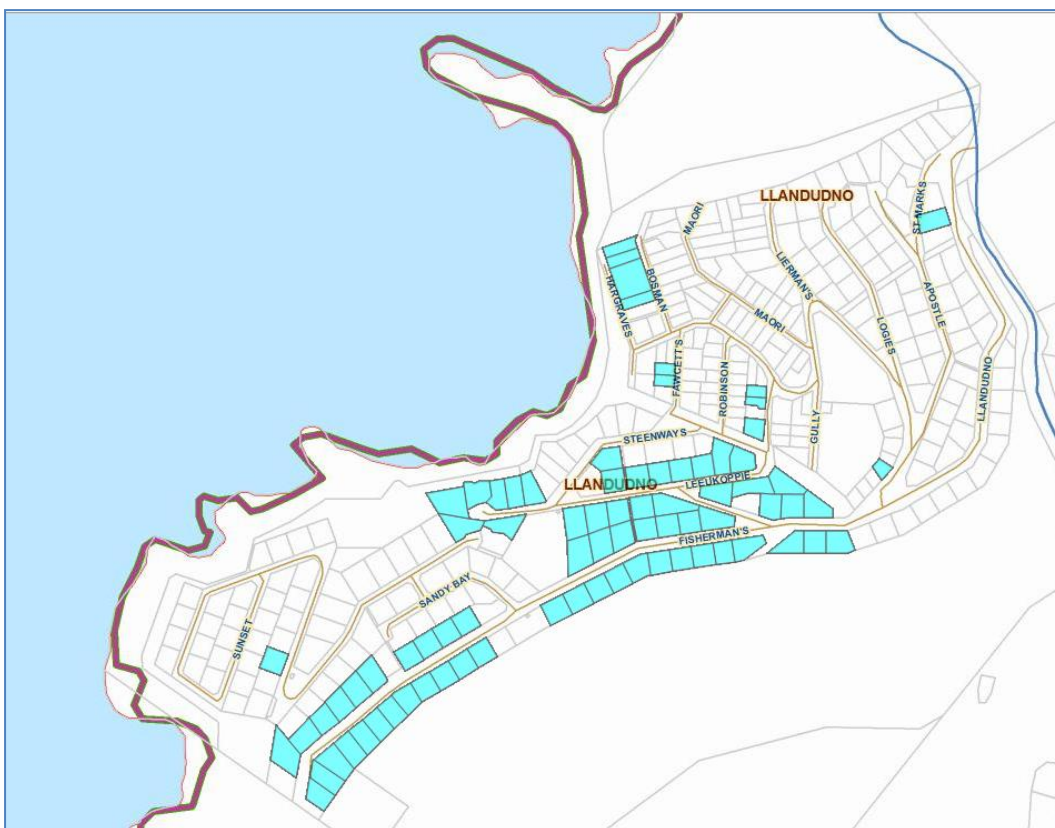 LLANDUDNO
ST MARKS
MAORI
BOSMAN
LIERMAN'S
HARGRAVES
APOSTLE
MAORI
LOGIES
FAWCETT'S
ROBINSON
LLANDUDNO
GULLY
STEENWAYS
LEEUKOPPIE
LLANDUDNO
FISHERMAN'S
SANDY BAY
SUNSET